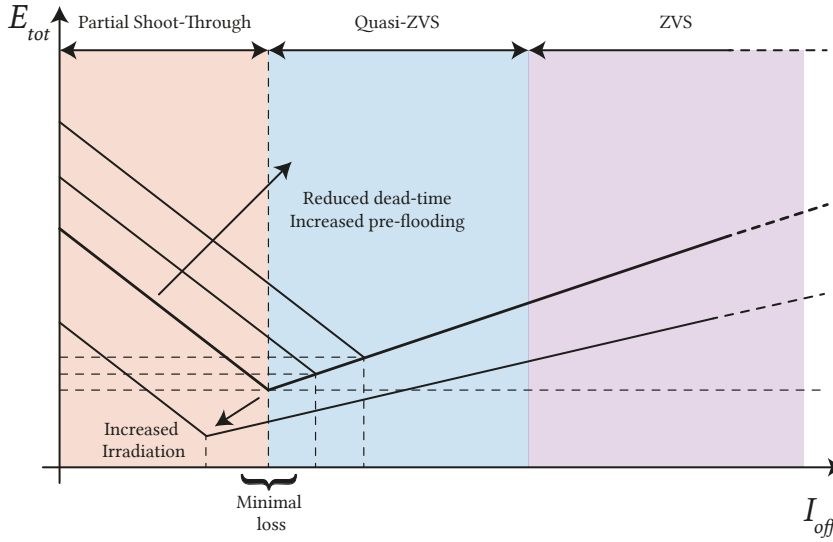 E_tot
Partial Shoot-Through
Quasi-ZVS
ZVS
Reduced dead-time
Increased pre-flooding
Increased
Irradiation
Minimal
loss
I_off